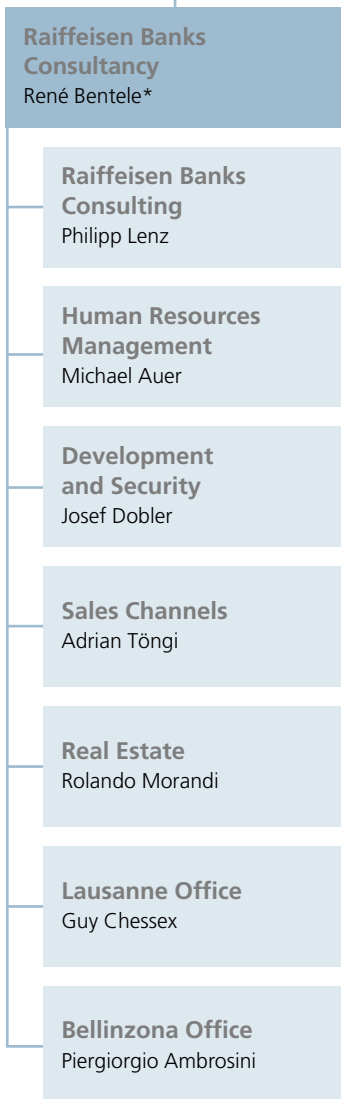 Raiffeisen Banks
Consultancy
René Bentele*
Raiffeisen Banks
Consulting
Philipp Lenz
Human Resources
Management
Michael Auer
Development
and Security
Josef Dobler
Sales Channels
Adrian Töngi
Real Estate
Rolando Morandi
Lausanne Office
Guy Chessex
Bellinzona Office
Piergiorgio Ambrosini